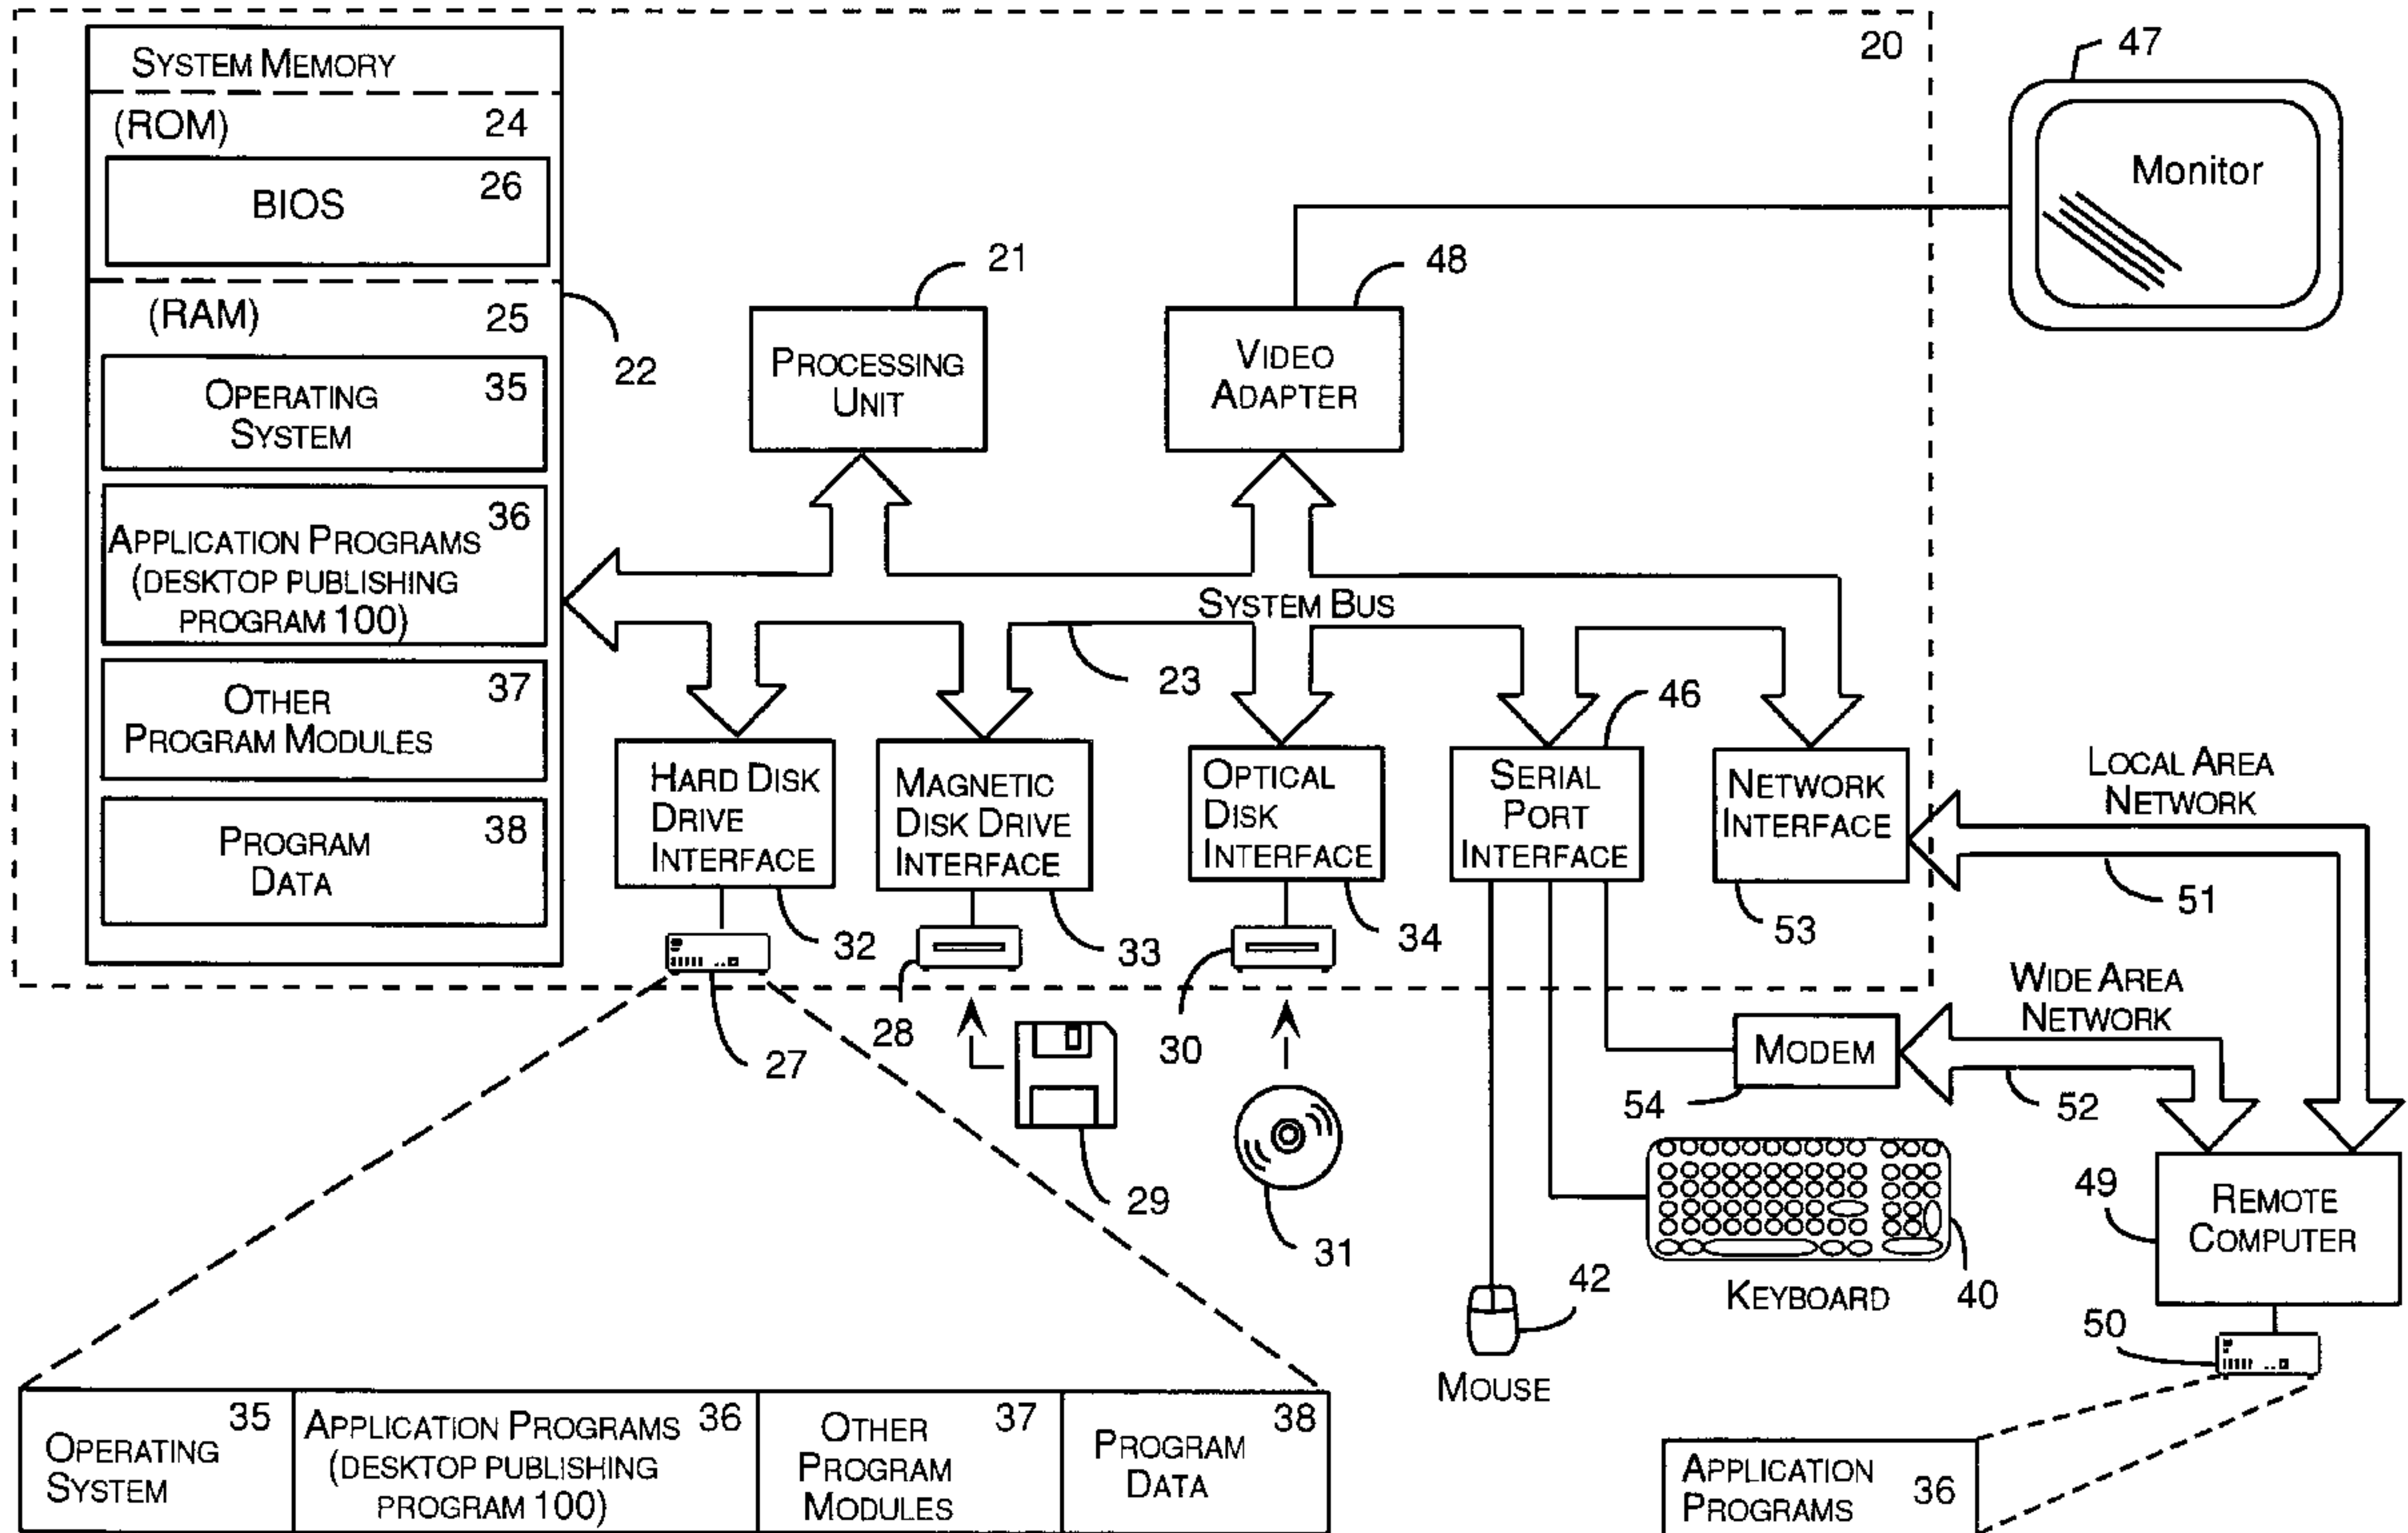 20
47
SYSTEM MEMORY
(ROM) 24
BIOS 26
(RAM) 25
22
OPERATING 35
SYSTEM
36
APPLICATION PROGRAMS
(DESKTOP PUBLISHING
PROGRAM 100)
OTHER 37
PROGRAM MODULES
PROGRAM 38
DATA
Monitor
21
PROCESSING
UNIT
48
VIDEO
ADAPTER
SYSTEM BUS
23
HARD DISK
DRIVE
INTERFACE
32
MAGNETIC
DISK DRIVE
INTERFACE
33
OPTICAL
DISK
INTERFACE
34
46
SERIAL
PORT
INTERFACE
NETWORK
INTERFACE
53
LOCAL AREA
NETWORK
51
WIDE AREA
NETWORK
52
MODEM
54
27
28
29
30
31
42
MOUSE
KEYBOARD
40
49
REMOTE
COMPUTER
50
35
OPERATING
SYSTEM
APPLICATION PROGRAMS 36
(DESKTOP PUBLISHING
PROGRAM 100)
OTHER 37
PROGRAM
MODULES
38
PROGRAM
DATA
APPLICATION
PROGRAMS
36